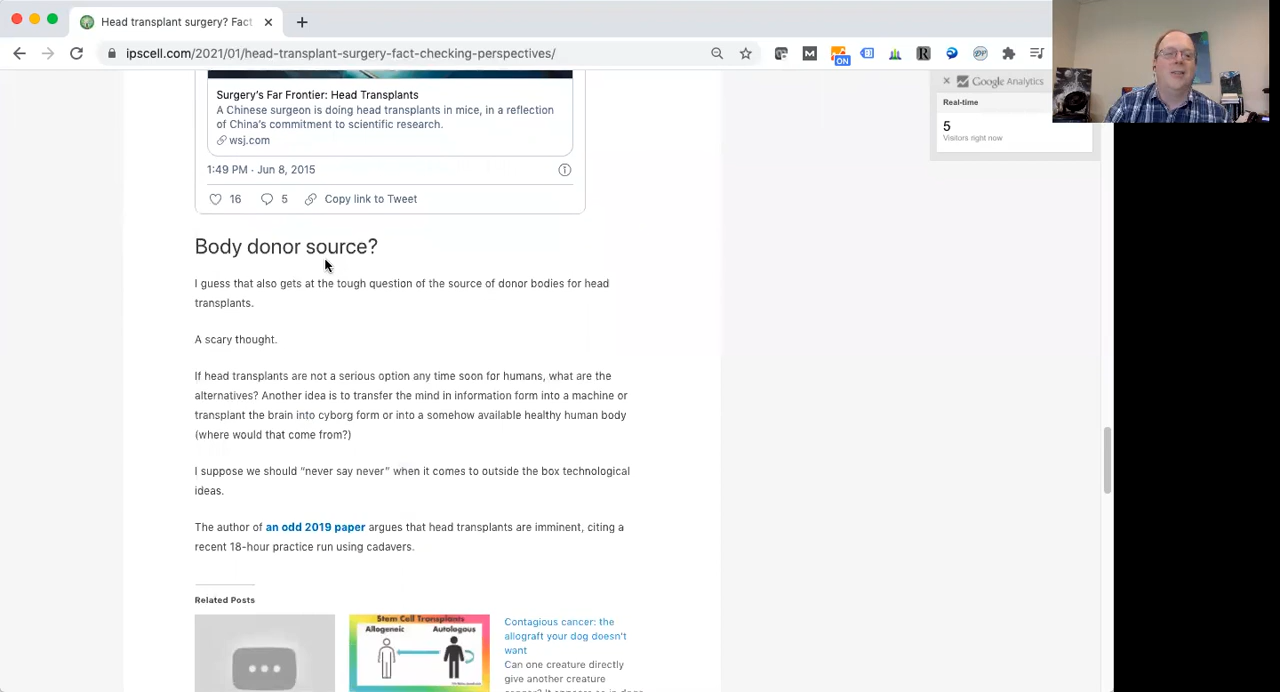 Head transplant surgery? Fact
ipscell.com/2021/01/head-transplant-surgery-fact-checking-perspectives/
ON
Surgery's Far Frontier: Head Transplants
A Chinese surgeon is doing head transplants in mice, in a reflection
of China's commitment to scientific research.
wsj.com
1:49 PM · Jun 8, 2015
16 5 Copy link to Tweet
Google Analytics
Real-time
5
Visitors right now
Body donor source?
I guess that also gets at the tough question of the source of donor bodies for head
transplants.
A scary thought.
If head transplants are not a serious option any time soon for humans, what are the
alternatives? Another idea is to transfer the mind in information form into a machine or
transplant the brain into cyborg form or into a somehow available healthy human body
(where would that come from?)
I suppose we should “never say never” when it comes to outside the box technological
ideas.
The author of an odd 2019 paper argues that head transplants are imminent, citing a
recent 18-hour practice run using cadavers.
Related Posts
Stem Cell Transplants
Allogeneic Autologous
Contagious cancer: the
allograft your dog doesn't
want
Can one creature directly
give another creature